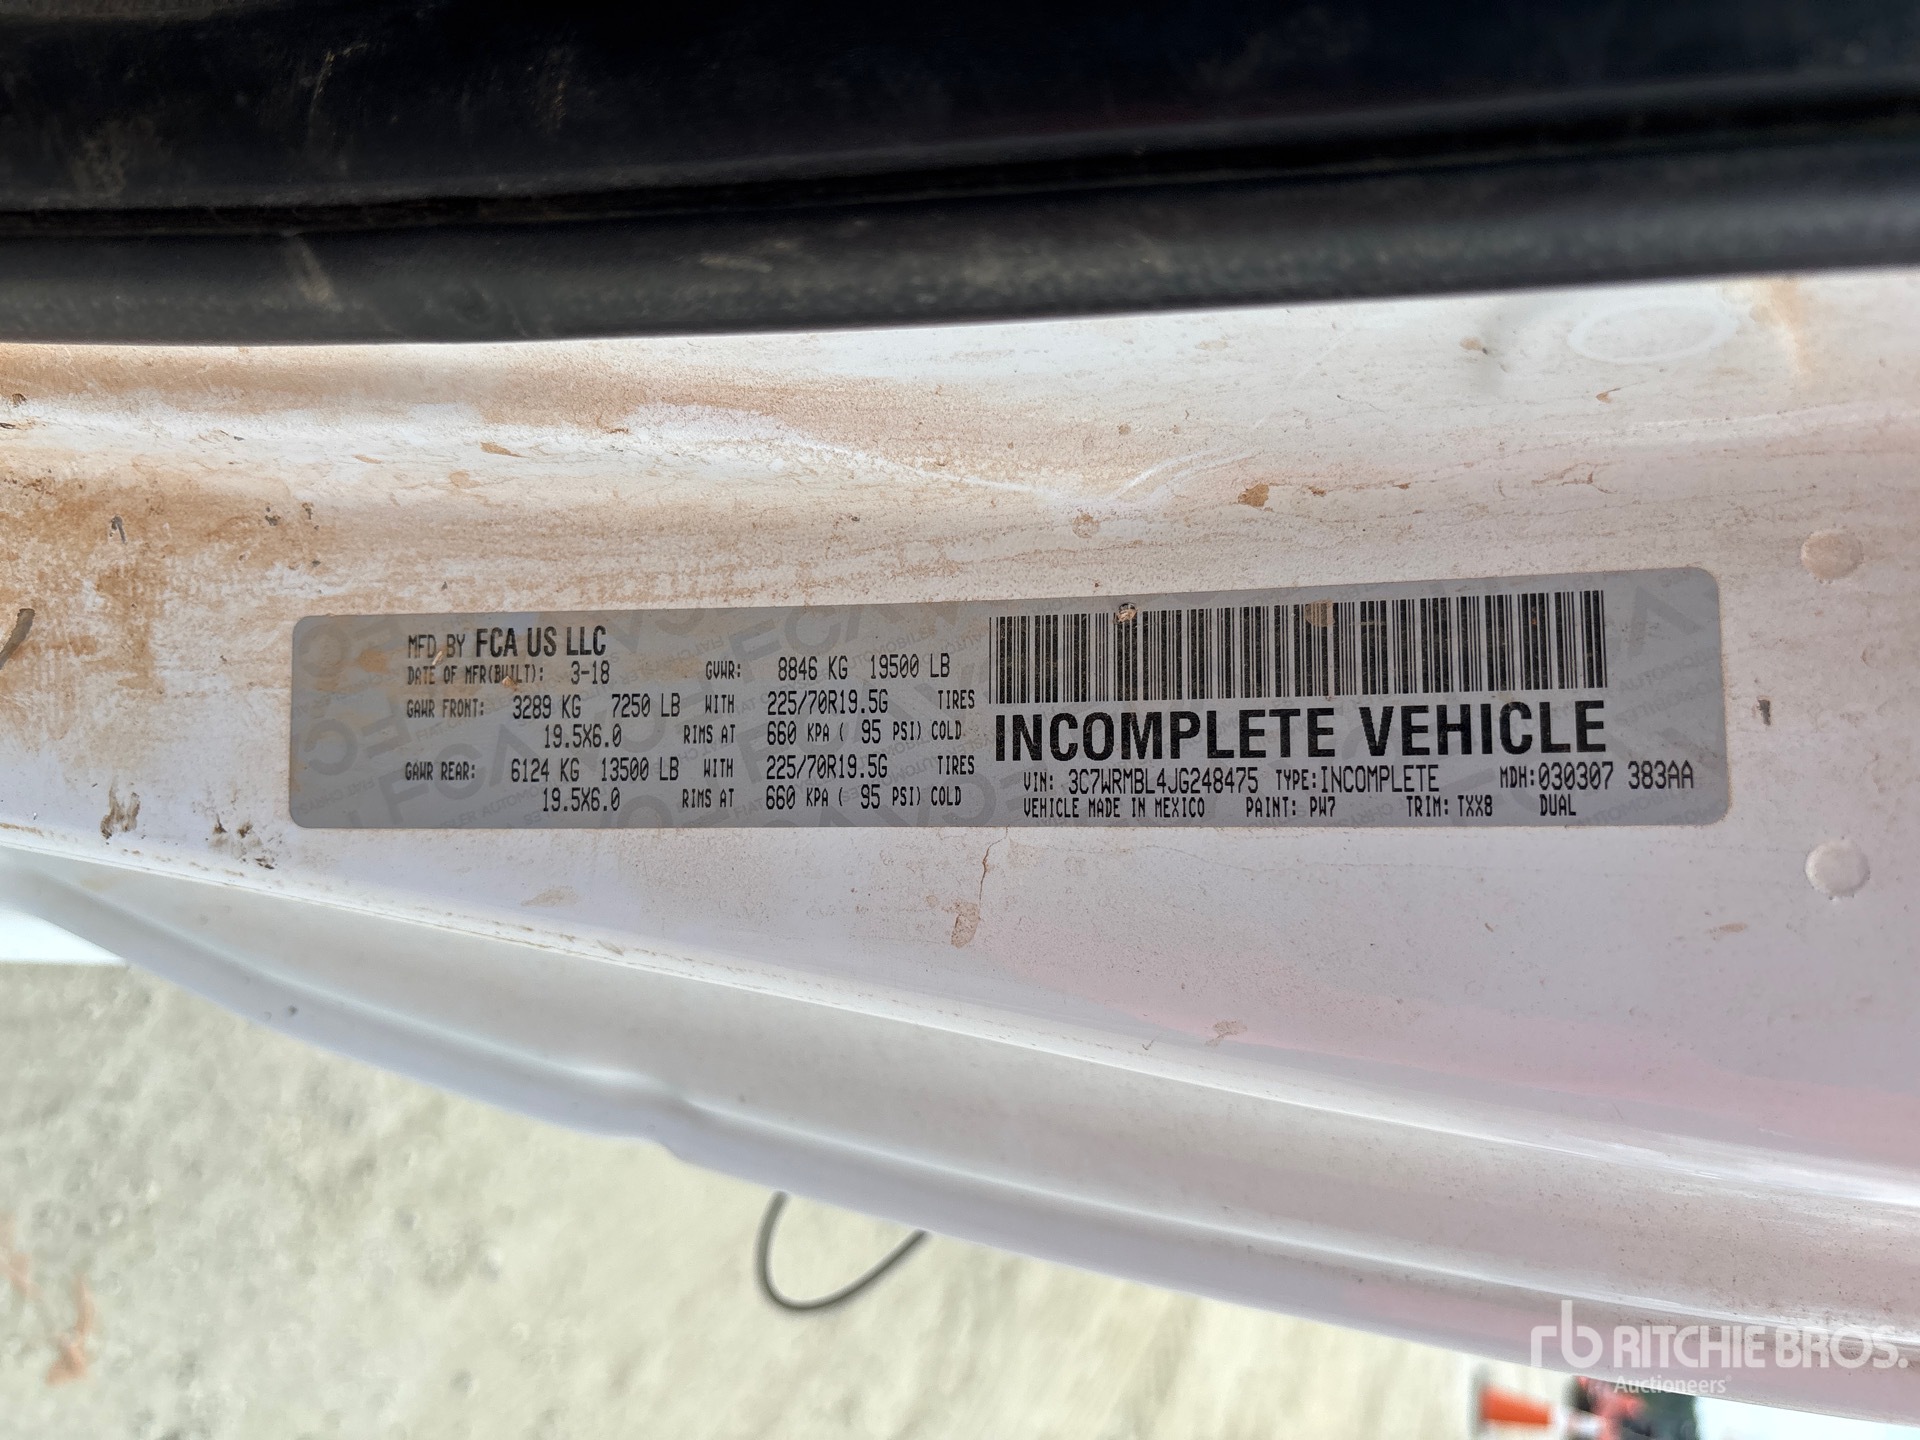 MFD BY FCA US LLC
DATE OF MFR(BUILT): 3-18 GVWR: 8846 KG 19500 LB
GAWR FRONT: 3289 KG 7250 LB WITH 225/70R19.5G TIRES
19.5X6.0 RIMS AT 660 KPA ( 95 PSI) COLD
GAWR REAR: 6124 KG 13500 LB WITH 225/70R19.5G TIRES
19.5X6.0 RIMS AT 660 KPA ( 95 PSI) COLD
INCOMPLETE VEHICLE
VIN: 3C7WRMBL4JG248475 TYPE: INCOMPLETE MDH: 030307 383AA
VEHICLE MADE IN MEXICO PAINT: PW7 TRIM: TXX8 DUAL
rb RITCHIE BROS.
Auctioneers